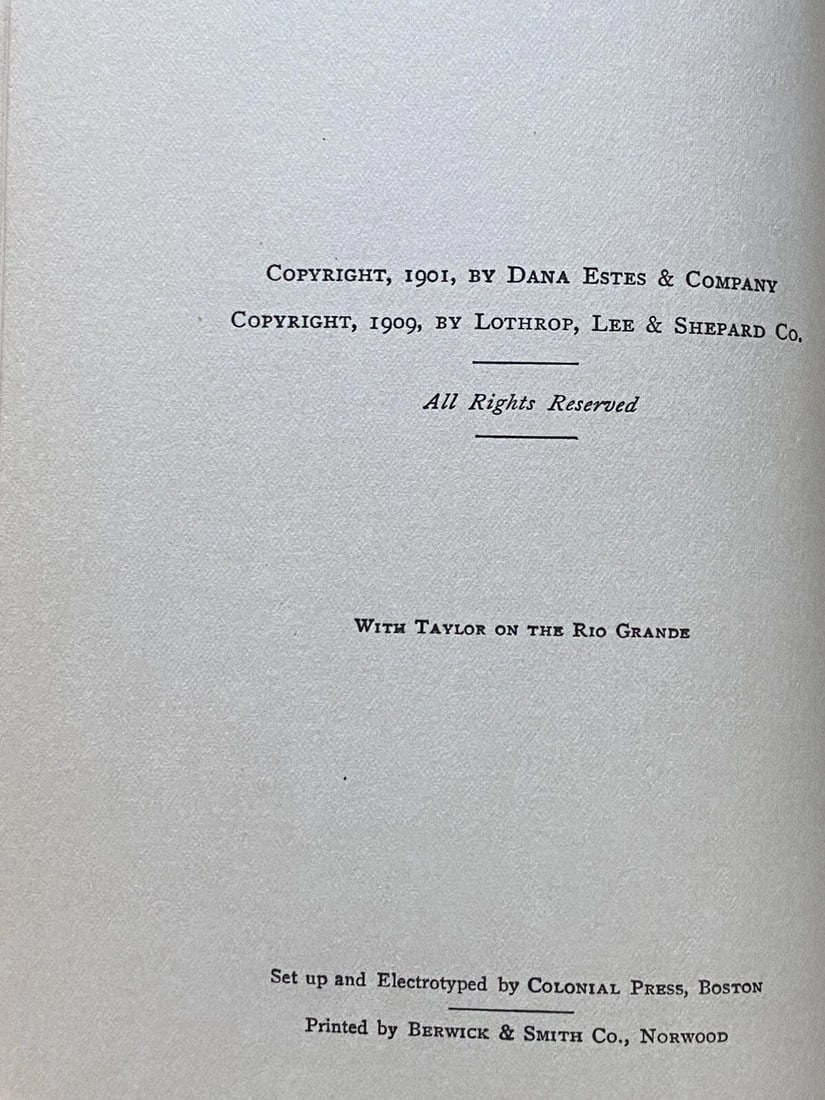 Copyright, 1901, by Dana Estes & Company
Copyright, 1909, by Lothrop, Lee & Shepard Co.
All Rights Reserved
With Taylor on the Rio Grande
Set up and Electrotyped by Colonial Press, Boston
Printed by Berwick & Smith Co., Norwood